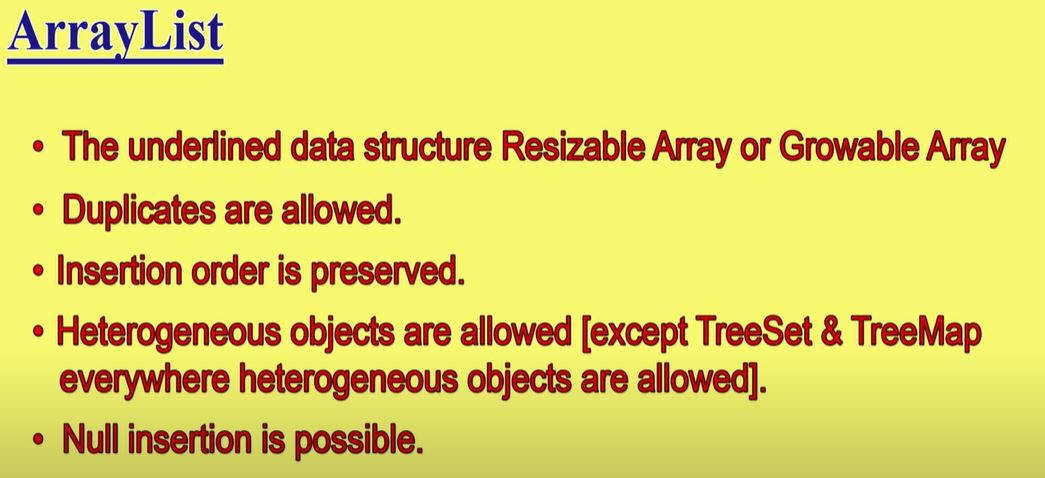 ArrayList
• The underlined data structure Resizable Array or Growable Array
• Duplicates are allowed.
• Insertion order is preserved.
• Heterogeneous objects are allowed [except TreeSet & TreeMap
everywhere heterogeneous objects are allowed].
• Null insertion is possible.